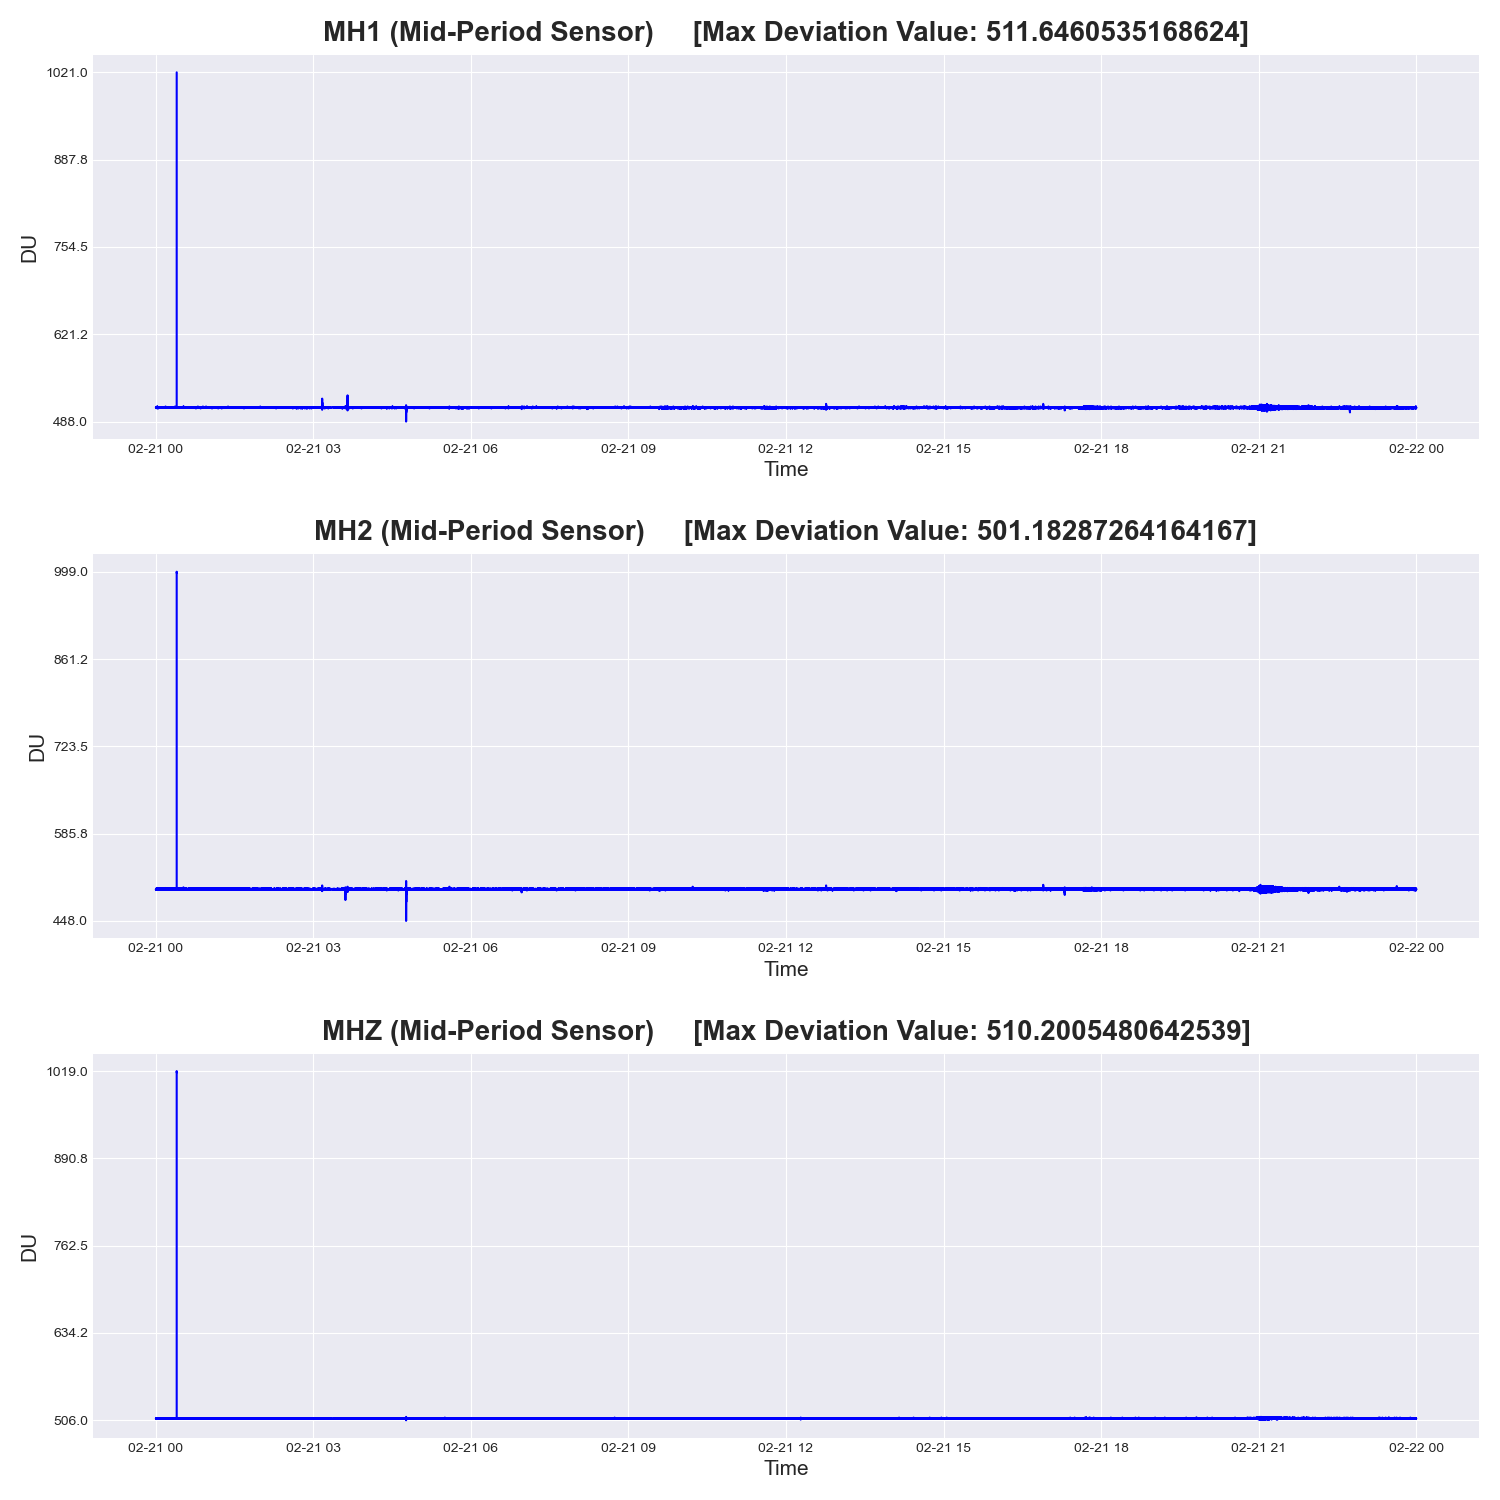 MH1 (Mid-Period Sensor) [Max Deviation Value: 511.6460535168624]
1021.0
887.8
754.5
621.2
488.0
DU
02-21 00 02-21 03 02-21 06 02-21 09 02-21 12 02-21 15 02-21 18 02-21 21 02-22 00
Time
MH2 (Mid-Period Sensor) [Max Deviation Value: 501.18287264164167]
999.0
861.2
723.5
585.8
448.0
DU
02-21 00 02-21 03 02-21 06 02-21 09 02-21 12 02-21 15 02-21 18 02-21 21 02-22 00
Time
MHZ (Mid-Period Sensor) [Max Deviation Value: 510.2005480642539]
1019.0
890.8
762.5
634.2
506.0
DU
02-21 00 02-21 03 02-21 06 02-21 09 02-21 12 02-21 15 02-21 18 02-21 21 02-22 00
Time